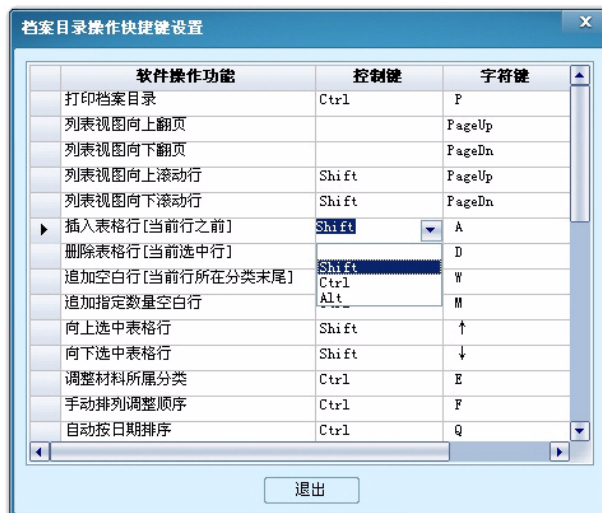 档案目录操作快捷键设置
软件操作功能 控制键 字符键
打印档案目录 Ctrl P
列表视图向上翻页 PageUp
列表视图向下翻页 PageDn
列表视图向上滚动行 Shift PageUp
列表视图向下滚动行 Shift PageDn
插入表格行[当前行之前] Shift A
删除表格行[当前选中行] D
Shift
追加空白行[当前行所在分类末尾] Ctrl W
追加指定数量空白行 Alt M
向上选中表格行 Shift ↑
向下选中表格行 Shift ↓
调整材料所属分类 Ctrl E
手动排列调整顺序 Ctrl F
自动按日期排序 Ctrl Q
退出